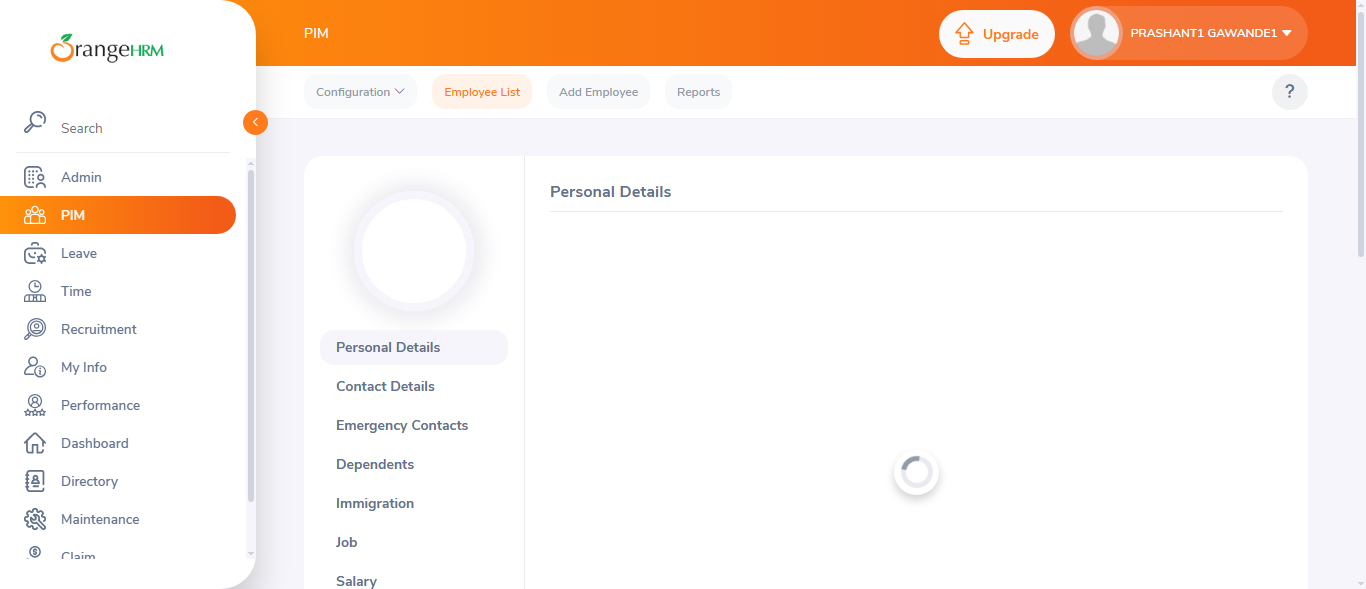 OrangeHRM
Search
Admin
PIM
Leave
Time
Recruitment
My Info
Performance
Dashboard
Directory
Maintenance
Claim
PIM
Upgrade
PRASHANT1 GAWANDE1
Configuration
Employee List
Add Employee
Reports
?
Personal Details
Contact Details
Emergency Contacts
Dependents
Immigration
Job
Salary
Personal Details